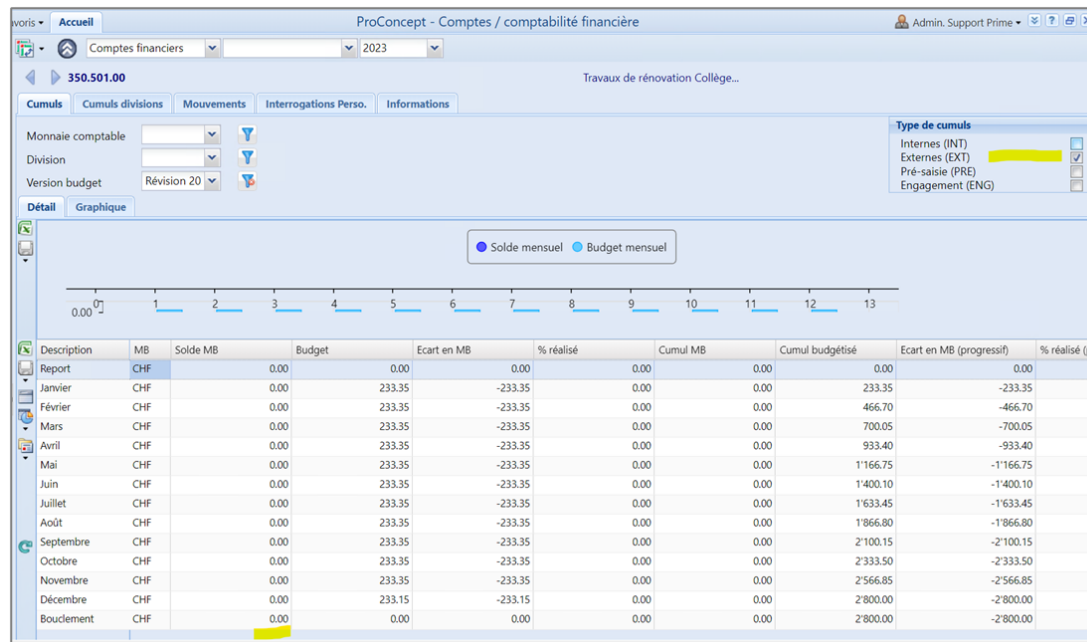 Accueil ProConcept - Comptes / comptabilité financière Admin. Support Prime
Comptes financiers 2023
350.501.00 Travaux de rénovation Collège...
Cumuls Cumuls divisions Mouvements Interrogations Perso. Informations
Monnaie comptable
Division
Version budget Révision 20
Type de cumuls
Internes (INT)
Externes (EXT)
Pré-saisie (PRE)
Engagement (ENG)
Détail Graphique
Solde mensuel Budget mensuel
0 1 2 3 4 5 6 7 8 9 10 11 12 13
0.00
Description MB Solde MB Budget Ecart en MB % réalisé Cumul MB Cumul budgétisé Ecart en MB (progressif) % réalisé
Report CHF 0.00 0.00 0.00 0.00 0.00 0.00 0.00
Janvier CHF 0.00 233.35 -233.35 0.00 0.00 233.35 -233.35
Février CHF 0.00 233.35 -233.35 0.00 0.00 466.70 -466.70
Mars CHF 0.00 233.35 -233.35 0.00 0.00 700.05 -700.05
Avril CHF 0.00 233.35 -233.35 0.00 0.00 933.40 -933.40
Mai CHF 0.00 233.35 -233.35 0.00 0.00 1'166.75 -1'166.75
Juin CHF 0.00 233.35 -233.35 0.00 0.00 1'400.10 -1'400.10
Juillet CHF 0.00 233.35 -233.35 0.00 0.00 1'633.45 -1'633.45
Août CHF 0.00 233.35 -233.35 0.00 0.00 1'866.80 -1'866.80
Septembre CHF 0.00 233.35 -233.35 0.00 0.00 2'100.15 -2'100.15
Octobre CHF 0.00 233.35 -233.35 0.00 0.00 2'333.50 -2'333.50
Novembre CHF 0.00 233.35 -233.35 0.00 0.00 2'566.85 -2'566.85
Décembre CHF 0.00 233.15 -233.15 0.00 0.00 2'800.00 -2'800.00
Bouclement CHF 0.00 0.00 0.00 0.00 0.00 2'800.00 -2'800.00